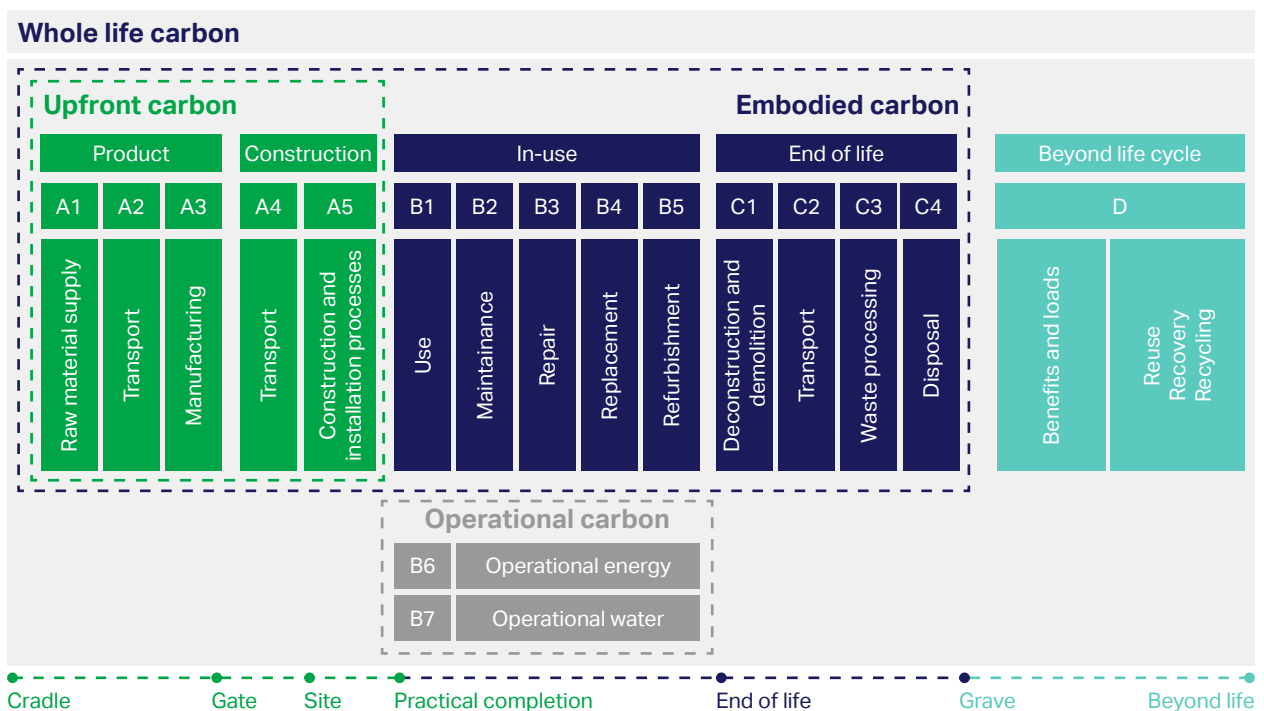 Whole life carbon
Upfront carbon
Embodied carbon
Product
Construction
In-use
End of life
Beyond life cycle
A1
A2
A3
A4
A5
B1
B2
B3
B4
B5
C1
C2
C3
C4
D
Raw material supply
Transport
Manufacturing
Transport
Construction and
installation processes
Use
Maintainance
Repair
Replacement
Refurbishment
Deconstruction and
demolition
Transport
Waste processing
Disposal
Benefits and loads
Reuse
Recovery
Recycling
Operational carbon
B6
Operational energy
B7
Operational water
Cradle
Gate
Site
Practical completion
End of life
Grave
Beyond life